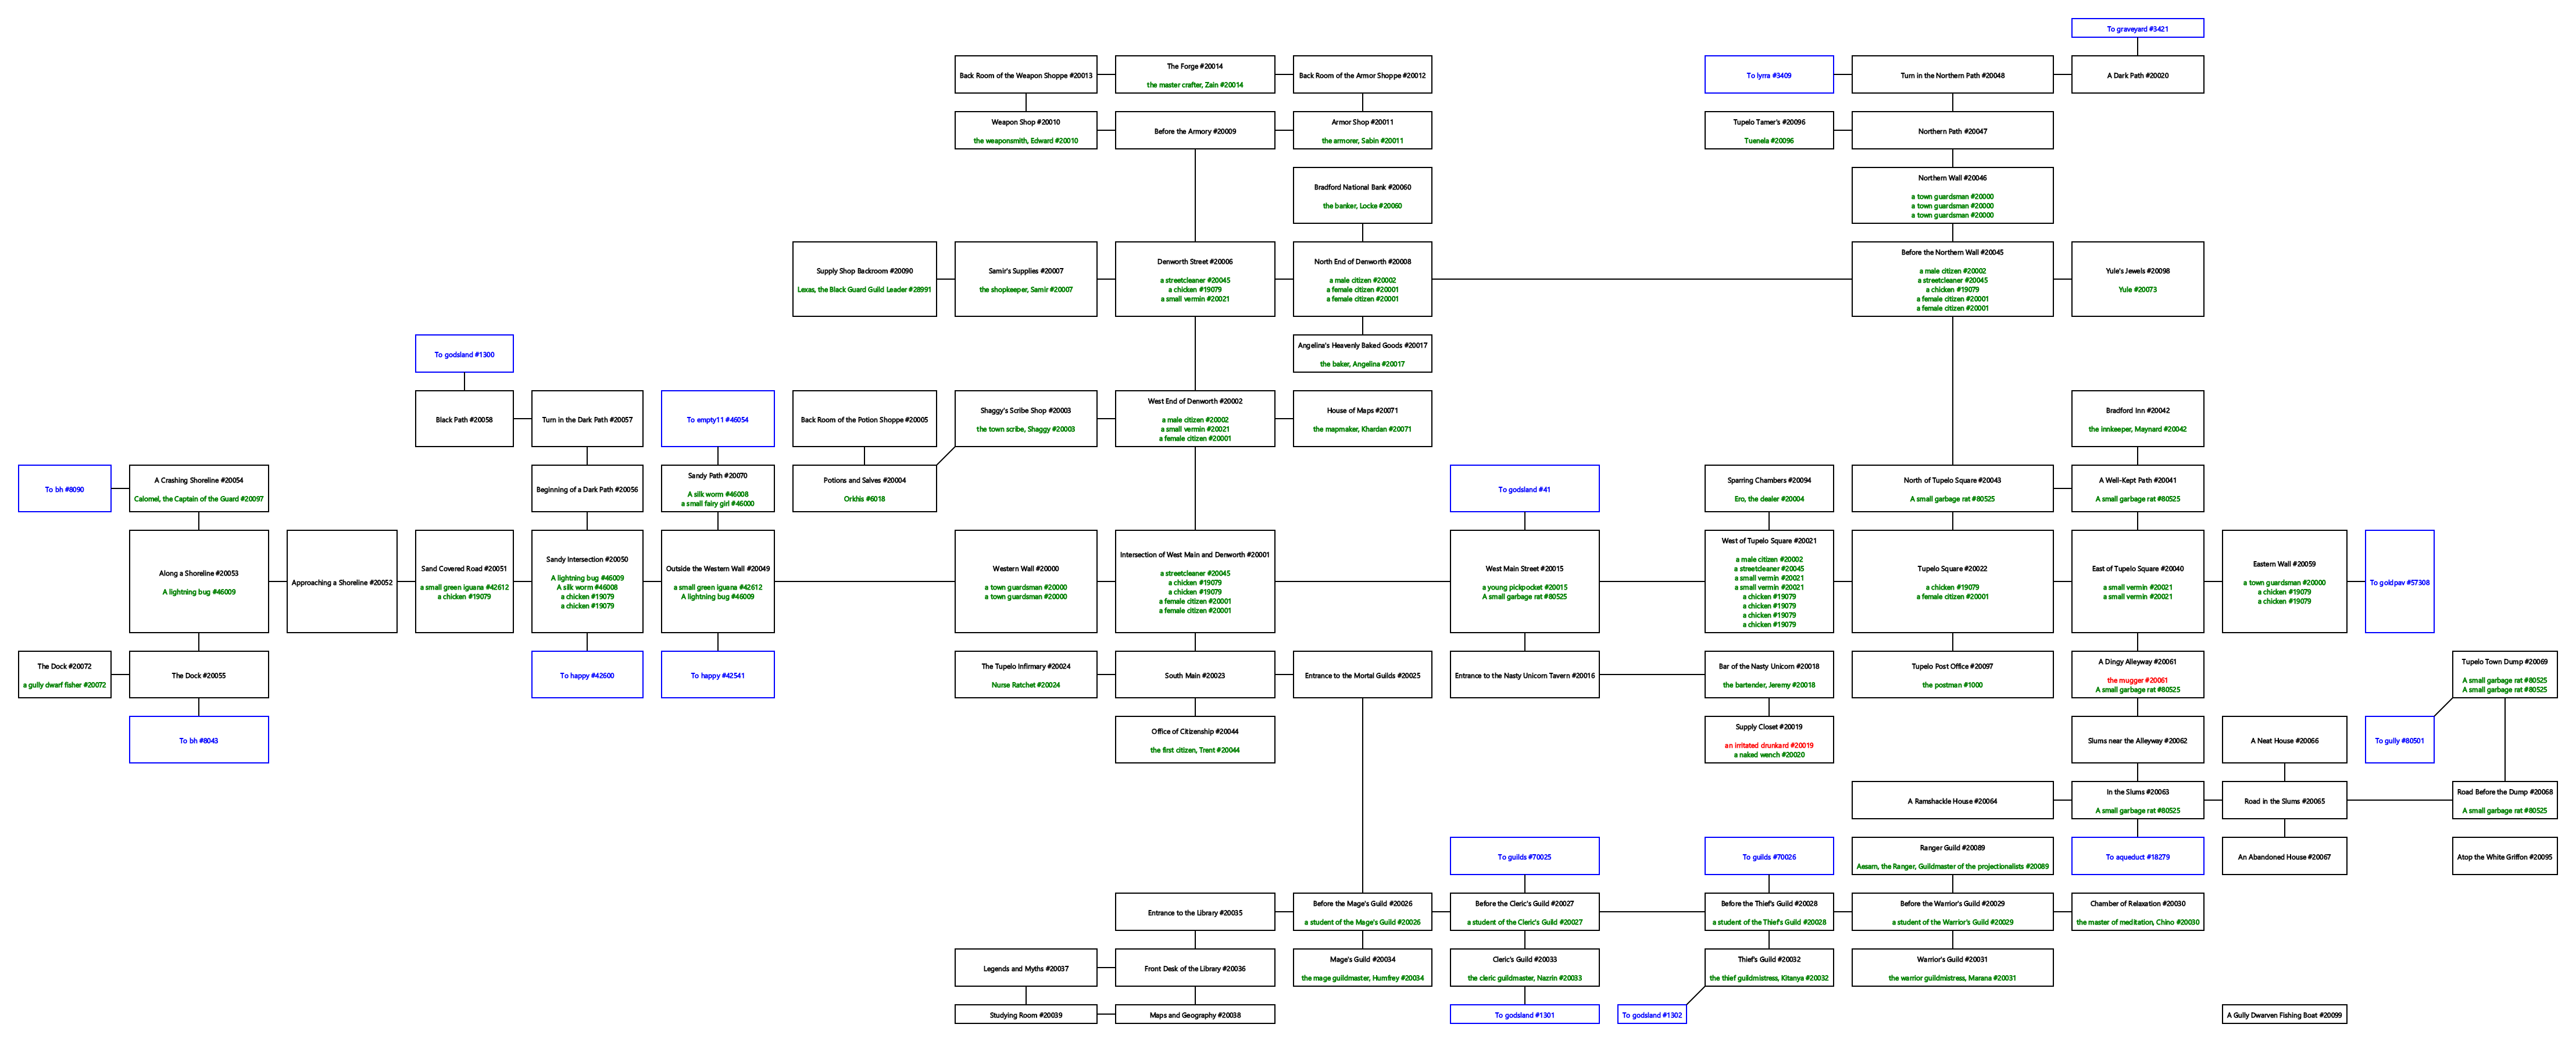 To graveyard #3421
Back Room of the Weapon Shoppe #20013
The Forge #20014
the master crafter, Zain #20014
Back Room of the Armor Shoppe #20012
To lyrra #3409
Turn in the Northern Path #20048
A Dark Path #20020
Weapon Shop #20010
the weaponsmith, Edward #20010
Before the Armory #20009
Armor Shop #20011
the armorer, Sabin #20011
Tupelo Tamer's #20096
Tuenela #20096
Northern Path #20047
Bradford National Bank #20060
the banker, Locke #20060
Northern Wall #20046
a town guardsman #20000
a town guardsman #20000
a town guardsman #20000
Supply Shop Backroom #20090
Lexas, the Black Guard Guild Leader #28991
Samir's Supplies #20007
the shopkeeper, Samir #20007
Denworth Street #20006
a streetcleaner #20045
a chicken #19079
a small vermin #20021
North End of Denworth #20008
a male citizen #20002
a female citizen #20001
a female citizen #20001
Before the Northern Wall #20045
a male citizen #20002
a streetcleaner #20045
a chicken #19079
a female citizen #20001
a female citizen #20001
Yule's Jewels #20098
Yule #20073
To godsland #1300
Angelina's Heavenly Baked Goods #20017
the baker, Angelina #20017
Black Path #20058
Turn in the Dark Path #20057
To empty11 #46054
Back Room of the Potion Shoppe #20005
Shaggy's Scribe Shop #20003
the town scribe, Shaggy #20003
West End of Denworth #20002
a male citizen #20002
a small vermin #20021
a female citizen #20001
House of Maps #20071
the mapmaker, Khardan #20071
Bradford Inn #20042
the innkeeper, Maynard #20042
To bh #8090
A Crashing Shoreline #20054
Calomel, the Captain of the Guard #20097
Beginning of a Dark Path #20056
Sandy Path #20070
A silk worm #46008
a small fairy girl #46000
Potions and Salves #20004
Orkhis #6018
To godsland #41
Sparring Chambers #20094
Ero, the dealer #20004
North of Tupelo Square #20043
A small garbage rat #80525
A Well-Kept Path #20041
A small garbage rat #80525
Along a Shoreline #20053
A lightning bug #46009
Approaching a Shoreline #20052
Sand Covered Road #20051
a small green iguana #42612
a chicken #19079
Sandy Intersection #20050
A lightning bug #46009
A silk worm #46008
a chicken #19079
a chicken #19079
Outside the Western Wall #20049
a small green iguana #42612
A lightning bug #46009
Western Wall #20000
a town guardsman #20000
a town guardsman #20000
Intersection of West Main and Denworth #20001
a streetcleaner #20045
a chicken #19079
a chicken #19079
a female citizen #20001
a female citizen #20001
West Main Street #20015
a young pickpocket #20015
A small garbage rat #80525
West of Tupelo Square #20021
a male citizen #20002
a streetcleaner #20045
a small vermin #20021
a small vermin #20021
a chicken #19079
a chicken #19079
a chicken #19079
a chicken #19079
Tupelo Square #20022
a chicken #19079
a female citizen #20001
East of Tupelo Square #20040
a small vermin #20021
a small vermin #20021
Eastern Wall #20059
a town guardsman #20000
a chicken #19079
a chicken #19079
To goldpav #57308
The Dock #20072
a gully dwarf fisher #20072
The Dock #20055
To happy #42600
To happy #42541
The Tupelo Infirmary #20024
Nurse Ratchet #20024
South Main #20023
Entrance to the Mortal Guilds #20025
Entrance to the Nasty Unicorn Tavern #20016
Bar of the Nasty Unicorn #20018
the bartender, Jeremy #20018
Tupelo Post Office #20097
the postman #1000
A Dingy Alleyway #20061
the mugger #20061
A small garbage rat #80525
Tupelo Town Dump #20069
A small garbage rat #80525
A small garbage rat #80525
To bh #8043
Office of Citizenship #20044
the first citizen, Trent #20044
Supply Closet #20019
an irritated drunkard #20019
a naked wench #20020
Slums near the Alleyway #20062
A Neat House #20066
To gully #80501
A Ramshackle House #20064
In the Slums #20063
A small garbage rat #80525
Road in the Slums #20065
Road Before the Dump #20068
A small garbage rat #80525
To guilds #70025
To guilds #70026
Ranger Guild #20089
Aesam, the Ranger, Guildmaster of the projectionalists #20089
To aqueduct #18279
An Abandoned House #20067
Atop the White Griffon #20095
Entrance to the Library #20035
Before the Mage's Guild #20026
a student of the Mage's Guild #20026
Before the Cleric's Guild #20027
a student of the Cleric's Guild #20027
Before the Thief's Guild #20028
a student of the Thief's Guild #20028
Before the Warrior's Guild #20029
a student of the Warrior's Guild #20029
Chamber of Relaxation #20030
the master of meditation, Chino #20030
Legends and Myths #20037
Front Desk of the Library #20036
Mage's Guild #20034
the mage guildmaster, Humfrey #20034
Cleric's Guild #20033
the cleric guildmaster, Nazrin #20033
Thief's Guild #20032
the thief guildmistress, Kitanya #20032
Warrior's Guild #20031
the warrior guildmistress, Marana #20031
Studying Room #20039
Maps and Geography #20038
To godsland #1301
To godsland #1302
A Gully Dwarven Fishing Boat #20099